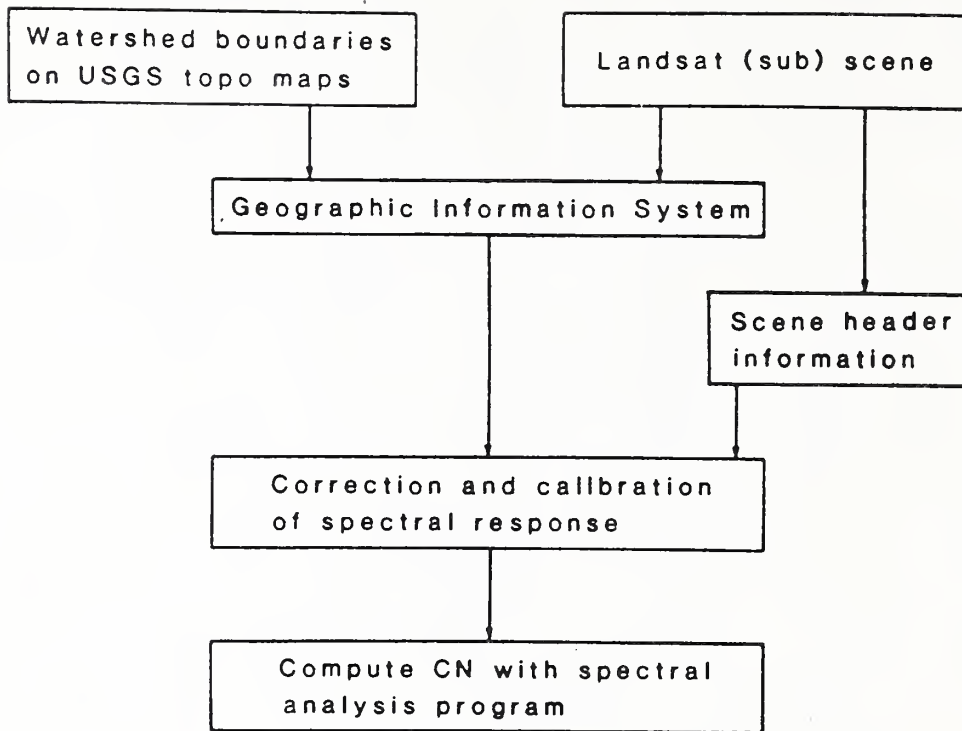 Watershed boundaries
on USGS topo maps
Landsat (sub) scene
Geographic Information System
Scene header
information
Correction and calibration
of spectral response
Compute CN with spectral
analysis program